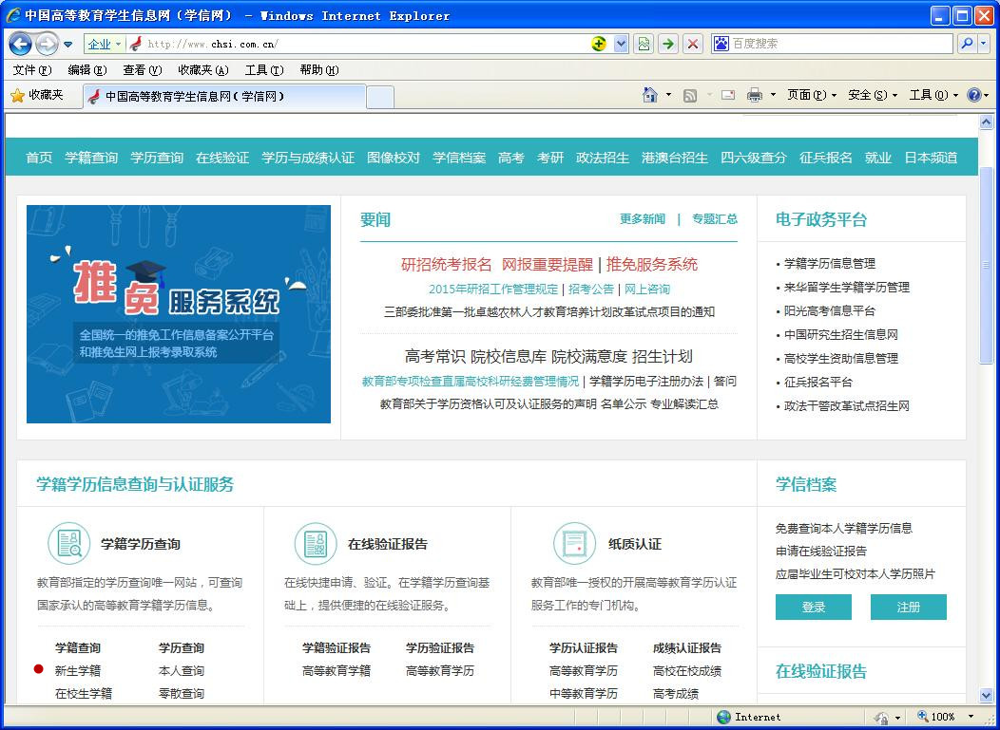 中国高等教育学生信息网（学信网） - Windows Internet Explorer
企业 http://www.chsi.com.cn/ 百度搜索
文件(F) 编辑(E) 查看(V) 收藏夹(A) 工具(T) 帮助(H)
收藏夹 中国高等教育学生信息网（学信网） 页面(P) 安全(S) 工具(O)
首页 学籍查询 学历查询 在线验证 学历与成绩认证 图像校对 学信档案 高考 考研 政法招生 港澳台招生 四六级查分 征兵报名 就业 日本频道
推免服务系统
全国统一的推免工作信息备案公开平台
和推免生网上报考录取系统
要闻 更多新闻 | 专题汇总
研招统考报名 网报重要提醒 | 推免服务系统
2015年研招工作管理规定 | 招考公告 | 网上咨询
三部委批准第一批卓越农林人才教育培养计划改革试点项目的通知
高考常识 院校信息库 院校满意度 招生计划
教育部专项检查直属高校科研经费管理情况 | 学籍学历电子注册办法 | 答问
教育部关于学历资格认可及认证服务的声明 名单公示 专业解读汇总
电子政务平台
• 学籍学历信息管理
• 来华留学生学籍学历管理
• 阳光高考信息平台
• 中国研究生招生信息网
• 高校学生资助信息管理
• 征兵报名平台
• 政法干警改革试点招生网
学籍学历信息查询与认证服务
学籍学历查询
教育部指定的学历查询唯一网站，可查询
国家承认的高等教育学籍学历信息。
学籍查询 学历查询
新生学籍 本人查询
在校生学籍 零散查询
在线验证报告
在线快捷申请、验证。在学籍学历查询基
础上，提供便捷的在线验证服务。
学籍验证报告 学历验证报告
高等教育学籍 高等教育学历
纸质认证
教育部唯一授权的开展高等教育学历认证
服务工作的专门机构。
学历认证报告 成绩认证报告
高等教育学历 高校在校成绩
中等教育学历 高考成绩
学信档案
免费查询本人学籍学历信息
申请在线验证报告
应届毕业生可校对本人学历照片
登录 注册
在线验证报告
Internet 100%